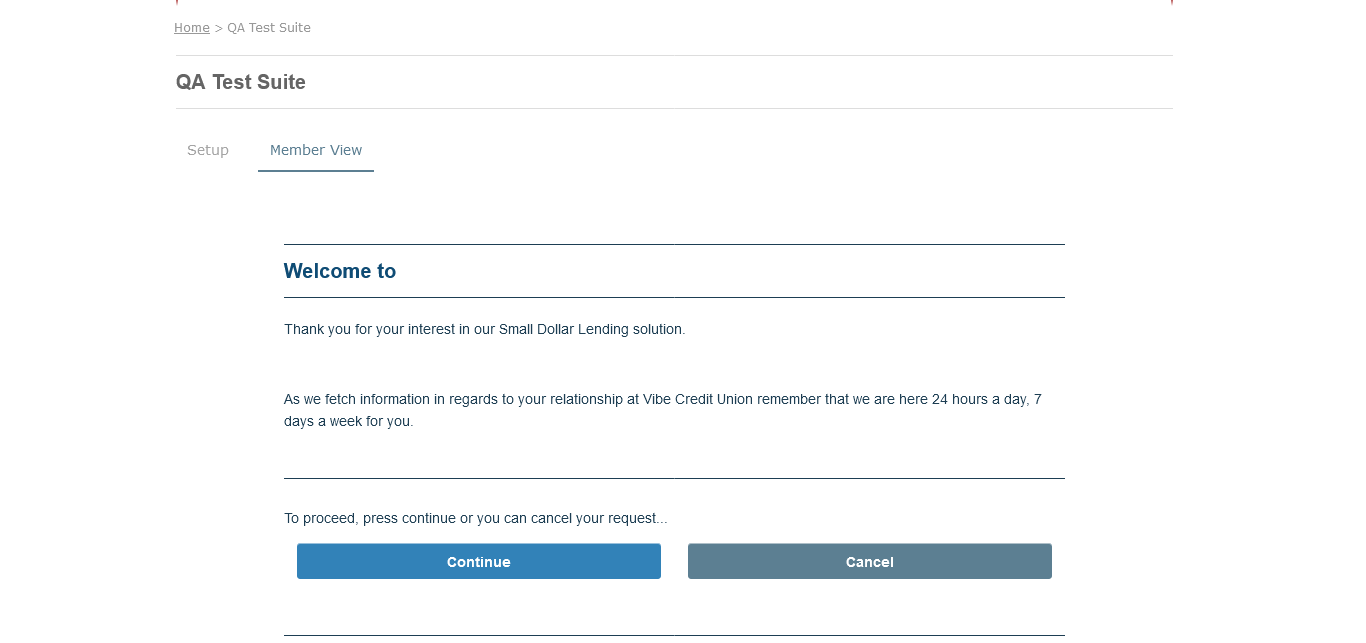 Home > QA Test Suite
QA Test Suite
Setup
Member View
Welcome to
Thank you for your interest in our Small Dollar Lending solution.
As we fetch information in regards to your relationship at Vibe Credit Union remember that we are here 24 hours a day, 7
days a week for you.
To proceed, press continue or you can cancel your request...
Continue
Cancel